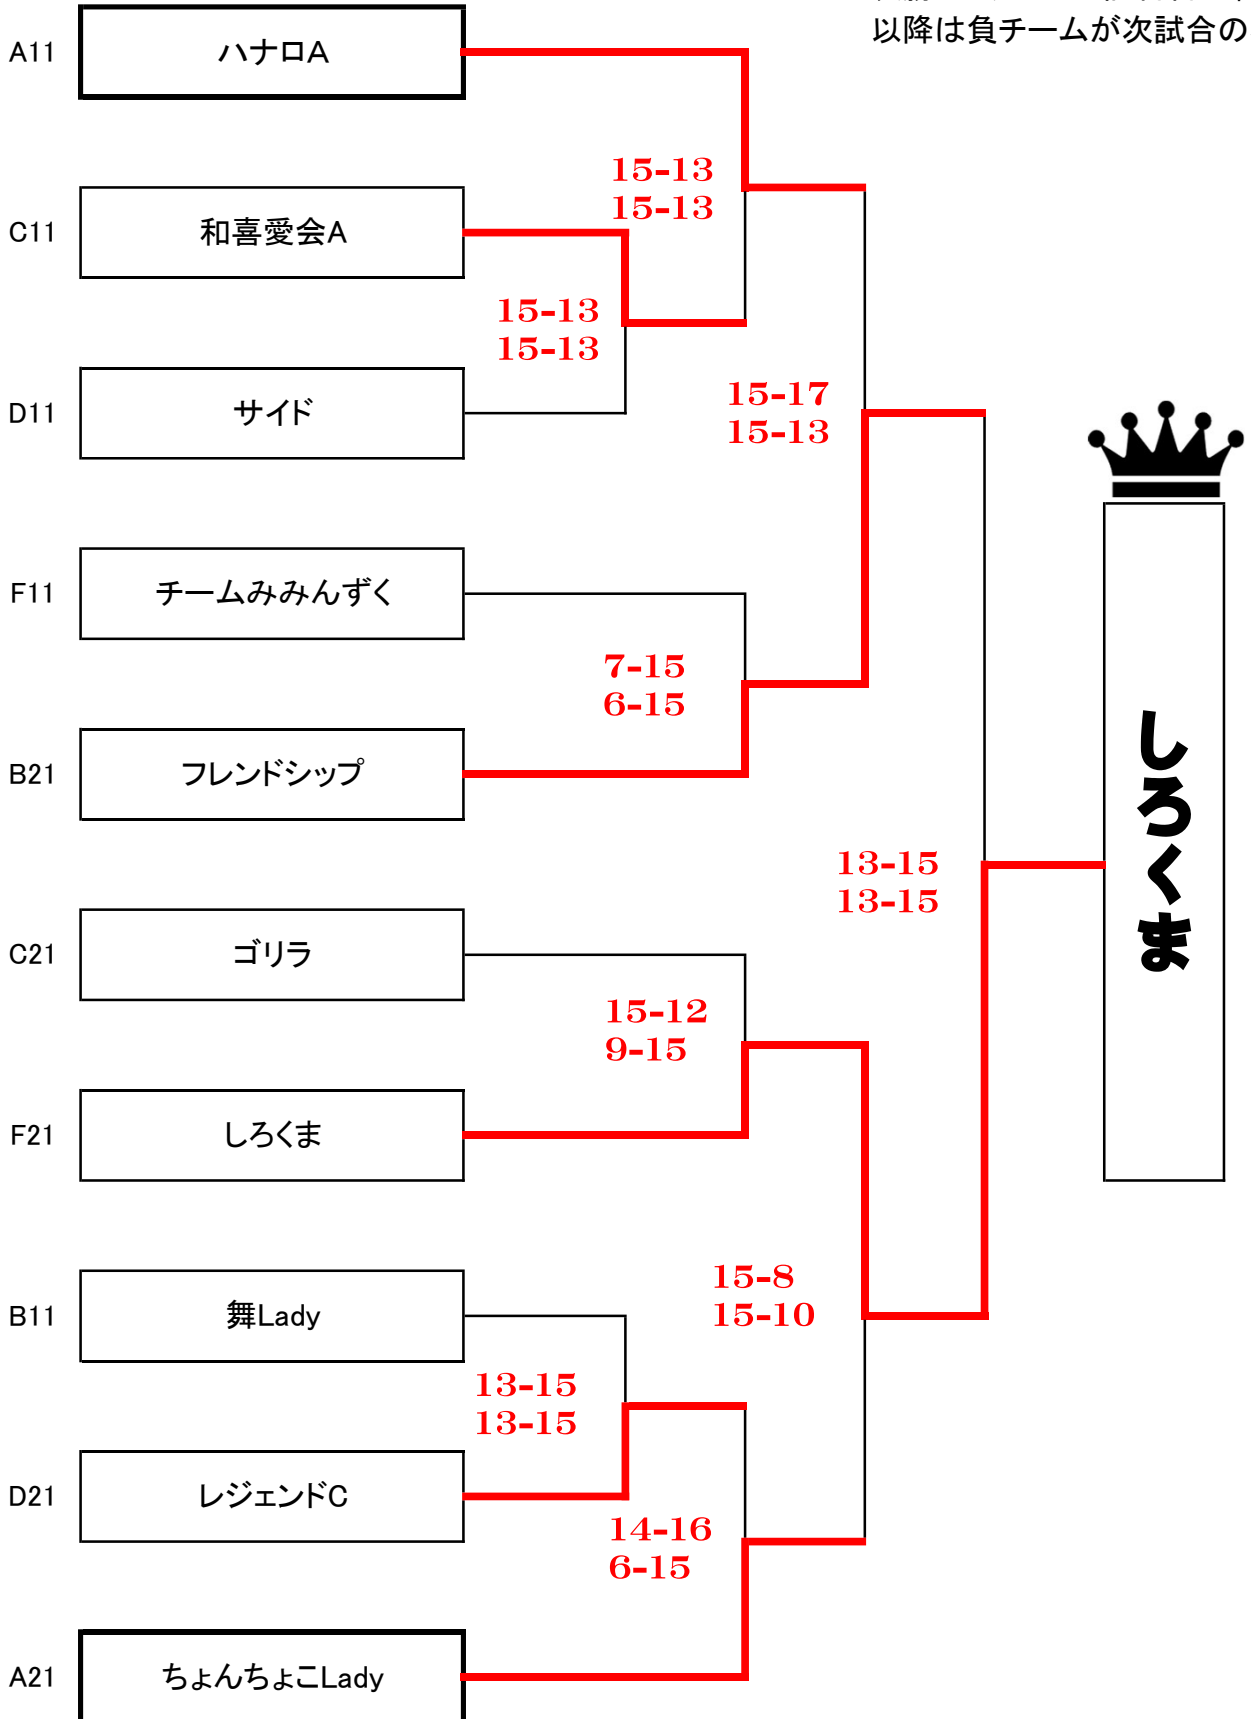 以降は負チームが次試合の
A11 ハナロA
15-13
15-13
C11 和喜愛会A
15-13
15-13
D11 サイド
15-17
15-13
F11 チームみみんずく
7-15
6-15
B21 フレンドシップ
しろくま
13-15
13-15
C21 ゴリラ
15-12
9-15
F21 しろくま
15-8
15-10
B11 舞Lady
13-15
13-15
D21 レジェンドC
14-16
6-15
A21 ちょんちょこLady